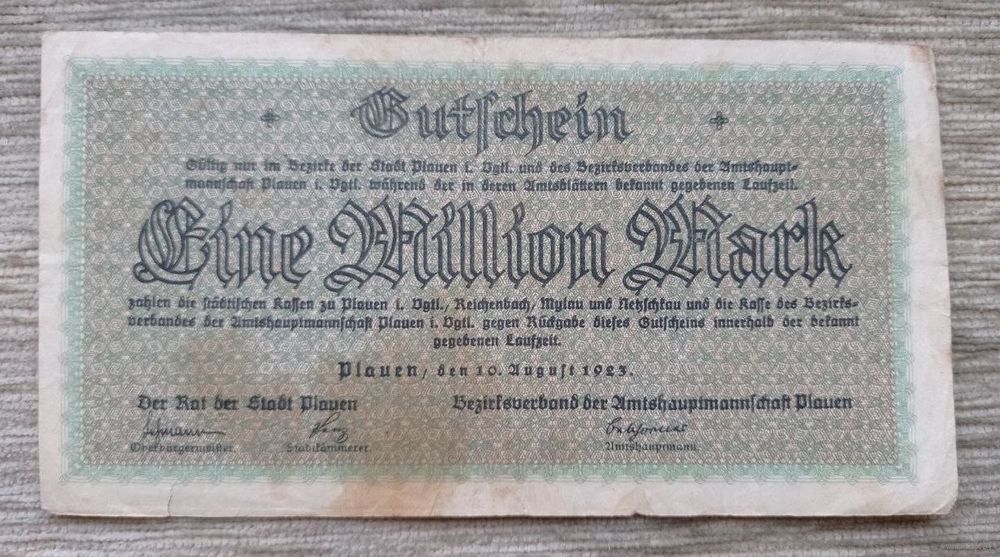 Gutschein
Gültig nur im Bezirke der Stadt Plauen i. Vgtl. und des Bezirksverbandes der Amtshaupt-
mannschaft Plauen i. Vgtl. während der in deren Amtsblättern bekannt gegebenen Laufzeit.
Eine Million Mark
zahlen die städtischen Kassen zu Plauen i. Vgtl., Reichenbach, Mylau und Netzschkau und die Kasse des Bezirks-
verbandes der Amtshauptmannschaft Plauen i. Vgtl. gegen Rückgabe dieses Gutscheins innerhalb der bekannt
gegebenen Laufzeit.
Plauen, den 10. August 1923.
Der Rat der Stadt Plauen
Bezirksverband der Amtshauptmannschaft Plauen
Oberbürgermeister. Stadtkämmerer. Amtshauptmann.